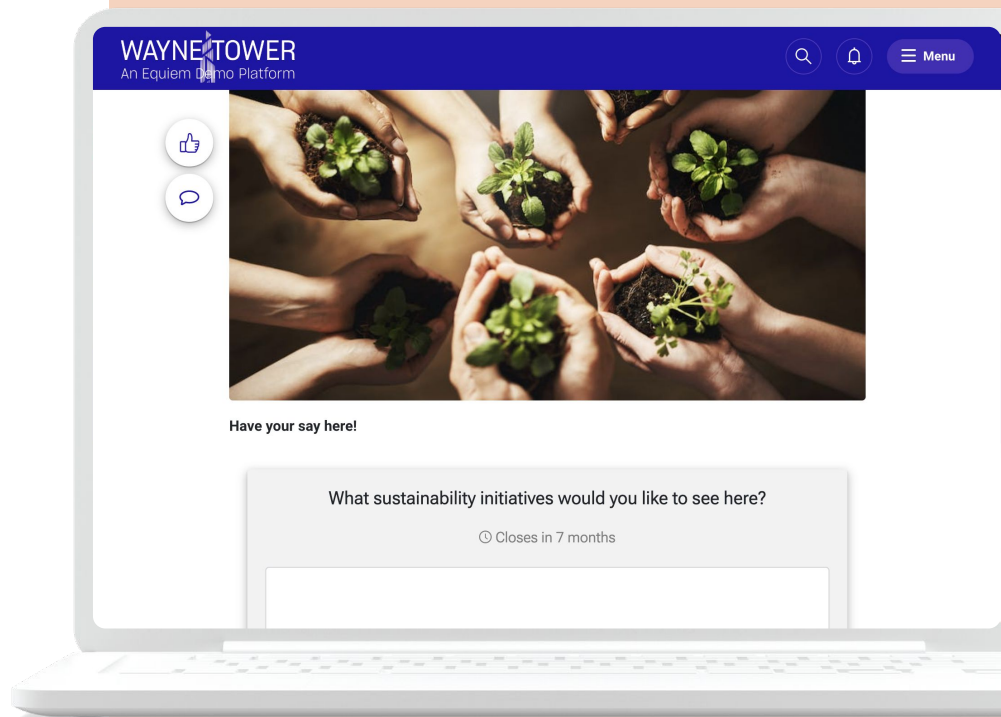 WAYNE TOWER
An Equiem Demo Platform
Menu
Have your say here!
What sustainability initiatives would you like to see here?
Closes in 7 months